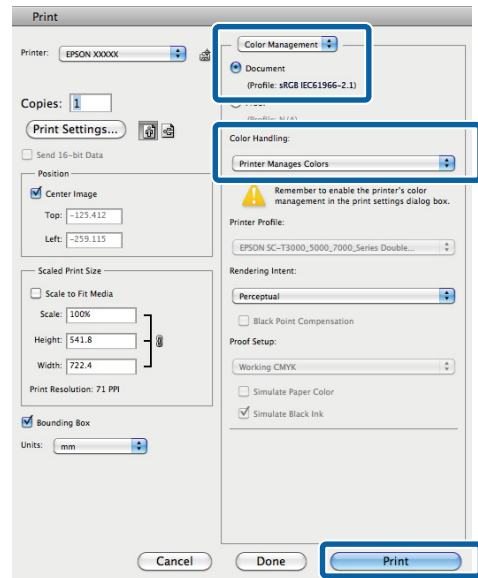 Print
Printer: EPSON XXXXX
Copies: 1
Print Settings...
Send 16-bit Data
Position
Center Image
Top: -125.412
Left: -259.115
Scaled Print Size
Scale to Fit Media
Scale: 100%
Height: 541.8
Width: 722.4
Print Resolution: 71 PPI
Bounding Box
Units: mm
Color Management
Document
(Profile: sRGB IEC61966-2.1)
(Profile: N/A)
Color Handling:
Printer Manages Colors
Remember to enable the printer's color
management in the print settings dialog box.
Printer Profile:
EPSON SC-T3000_5000_7000_Series Double...
Rendering Intent:
Perceptual
Black Point Compensation
Proof Setup:
Working CMYK
Simulate Paper Color
Simulate Black Ink
Cancel
Done
Print